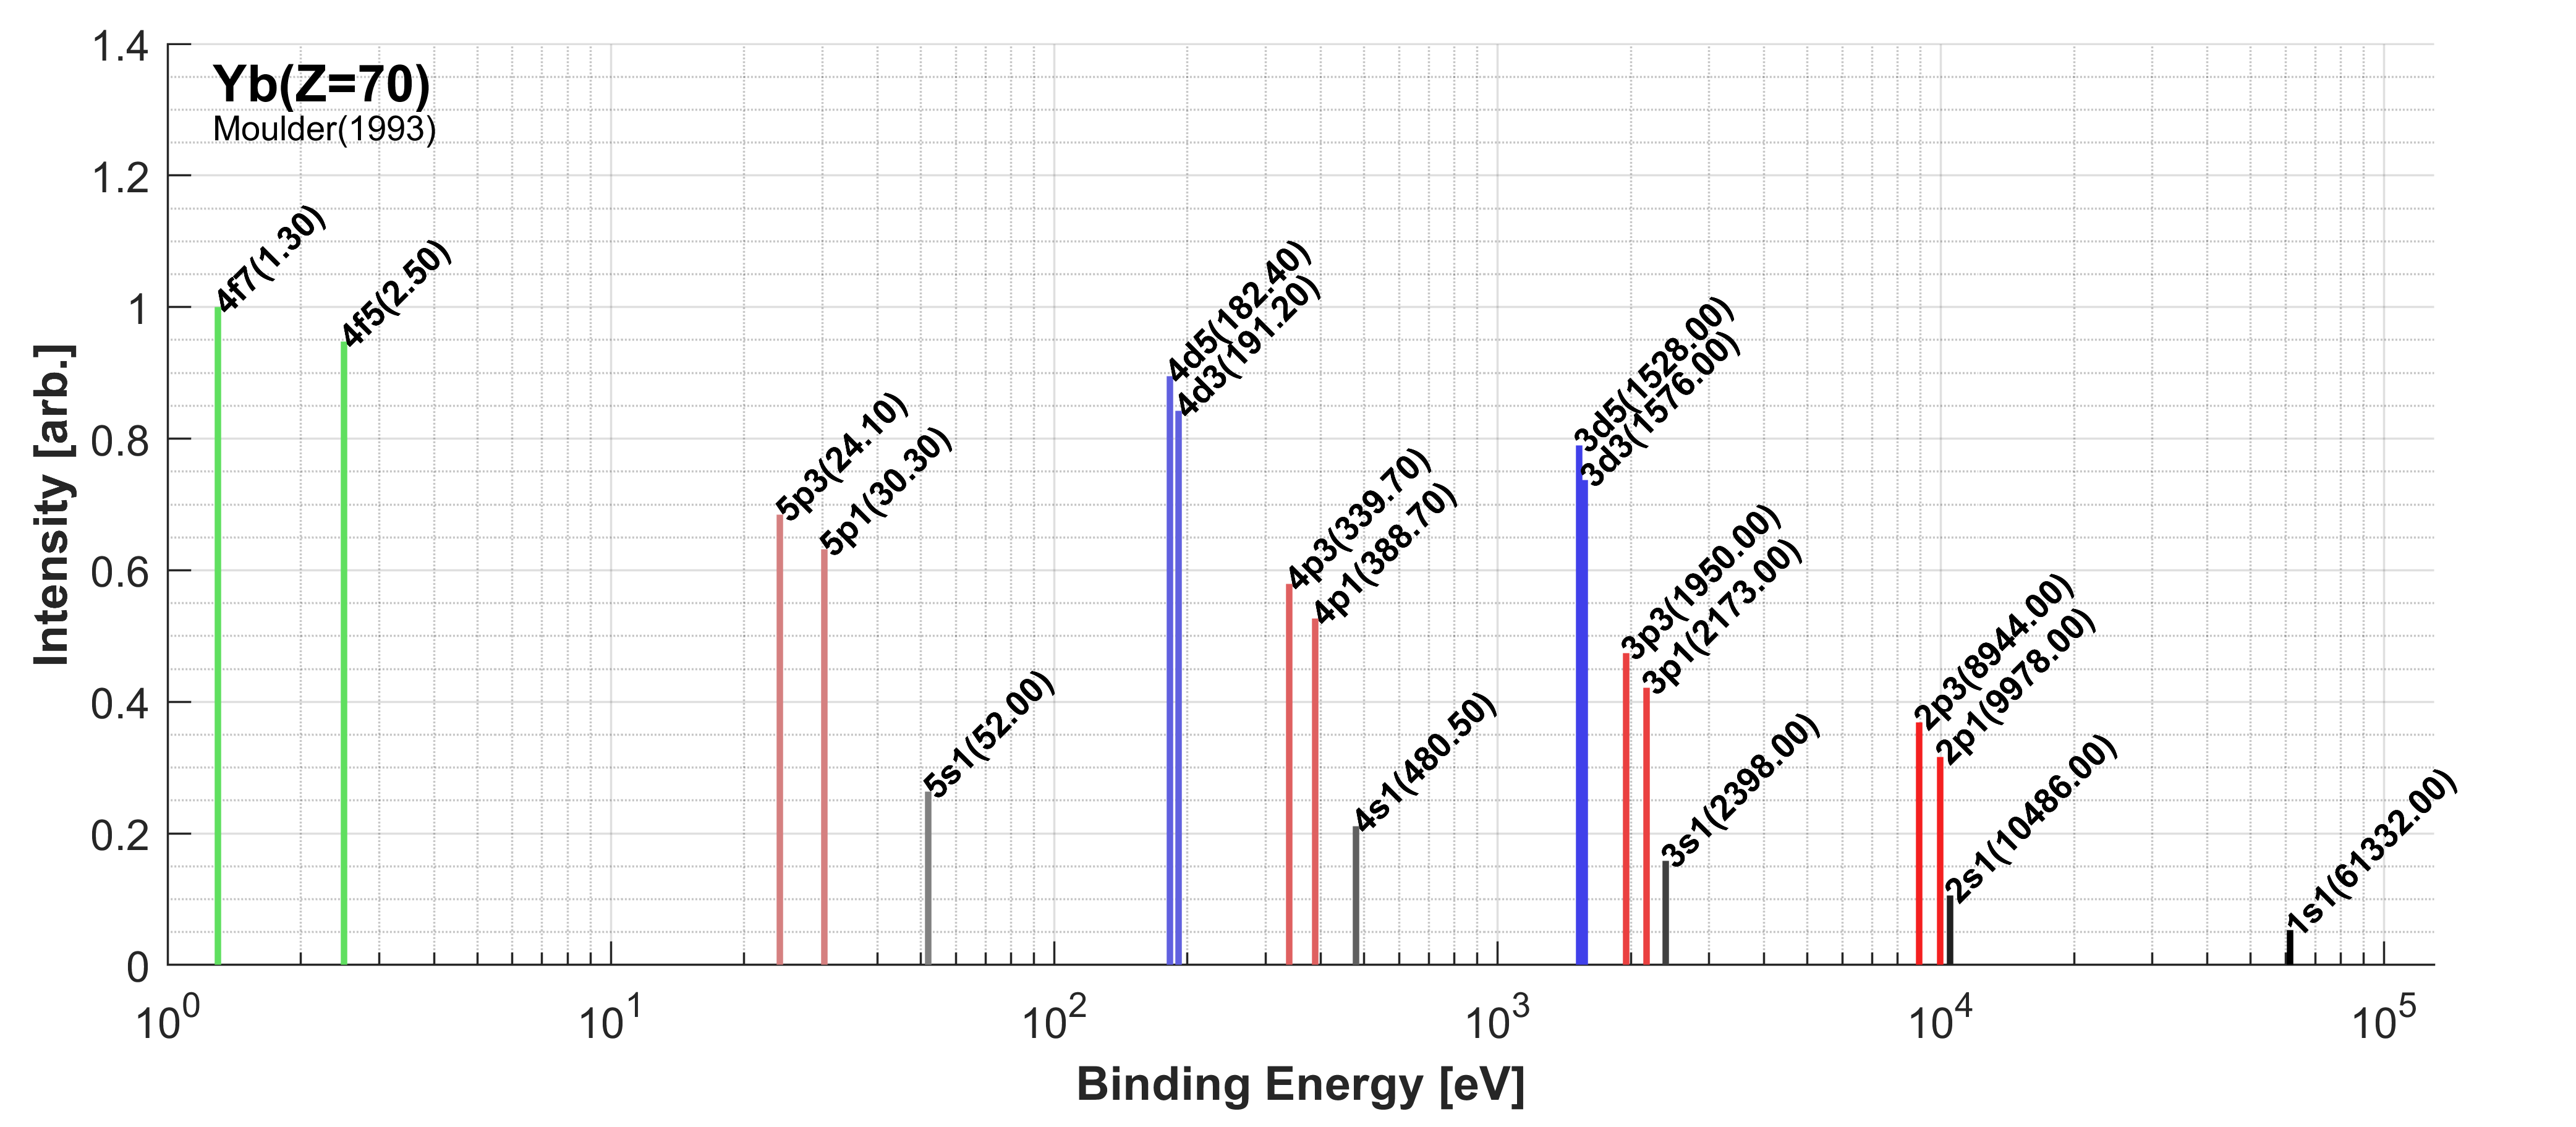 Yb(Z=70)
Moulder(1993)
Intensity [arb.]
1.4
1.2
1
0.8
0.6
0.4
0.2
0
4f7(1.30)
4f5(2.50)
5p3(24.10)
5p1(30.30)
5s1(52.00)
4d5(182.40)
4d3(191.20)
4p3(339.70)
4p1(388.70)
4s1(480.50)
3d5(1528.00)
3d3(1576.00)
3p3(1950.00)
3p1(2173.00)
3s1(2398.00)
2p3(8944.00)
2p1(9978.00)
2s1(10486.00)
1s1(61332.00)
10^0 10^1 10^2 10^3 10^4 10^5
Binding Energy [eV]